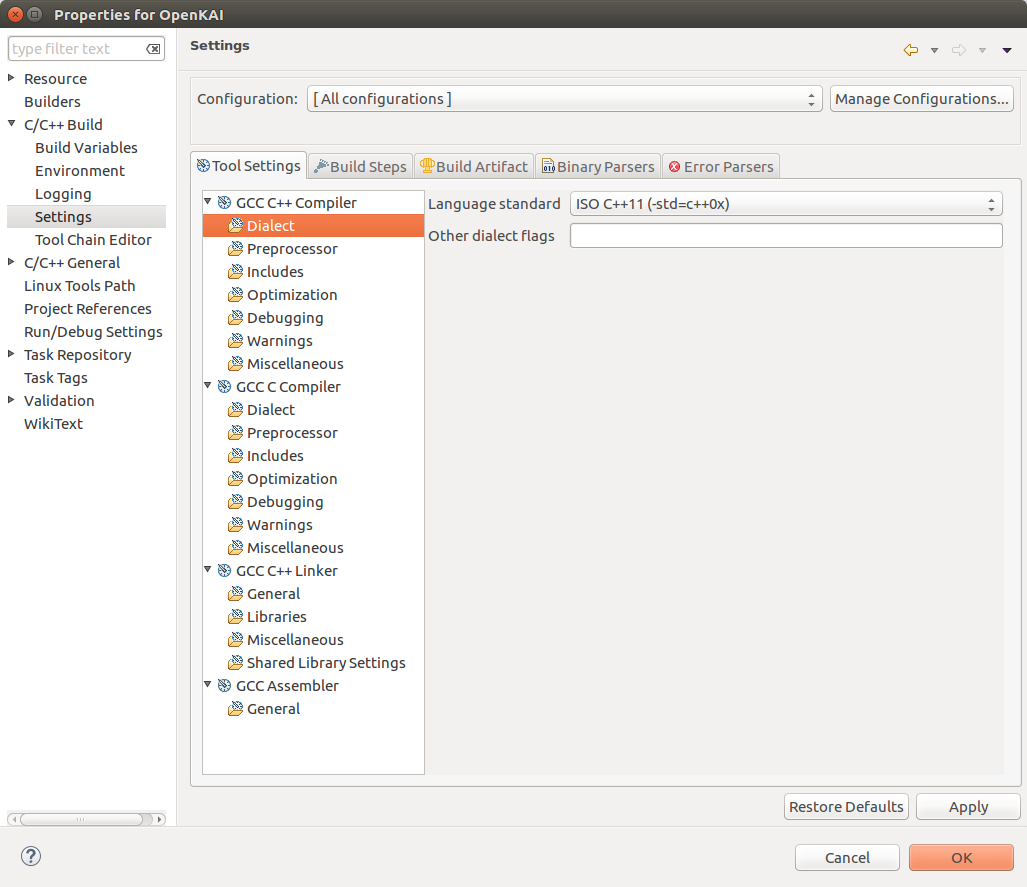 Properties for OpenKAI
type filter text
Resource
Builders
C/C++ Build
Build Variables
Environment
Logging
Settings
Tool Chain Editor
C/C++ General
Linux Tools Path
Project References
Run/Debug Settings
Task Repository
Task Tags
Validation
WikiText
Settings
Configuration: [ All configurations ] Manage Configurations...
Tool Settings Build Steps Build Artifact Binary Parsers Error Parsers
GCC C++ Compiler
Dialect
Preprocessor
Includes
Optimization
Debugging
Warnings
Miscellaneous
GCC C Compiler
Dialect
Preprocessor
Includes
Optimization
Debugging
Warnings
Miscellaneous
GCC C++ Linker
General
Libraries
Miscellaneous
Shared Library Settings
GCC Assembler
General
Language standard ISO C++11 (-std=c++0x)
Other dialect flags
Restore Defaults Apply
Cancel OK